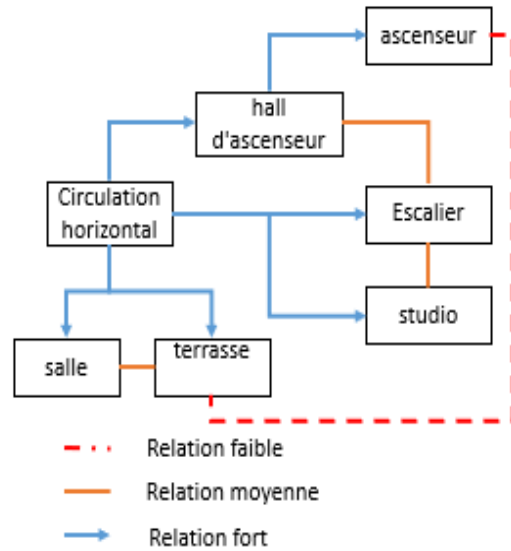 ascenseur
hall
d'ascenseur
Circulation
horizontal
Escalier
studio
salle
terrasse
Relation faible
Relation moyenne
Relation fort